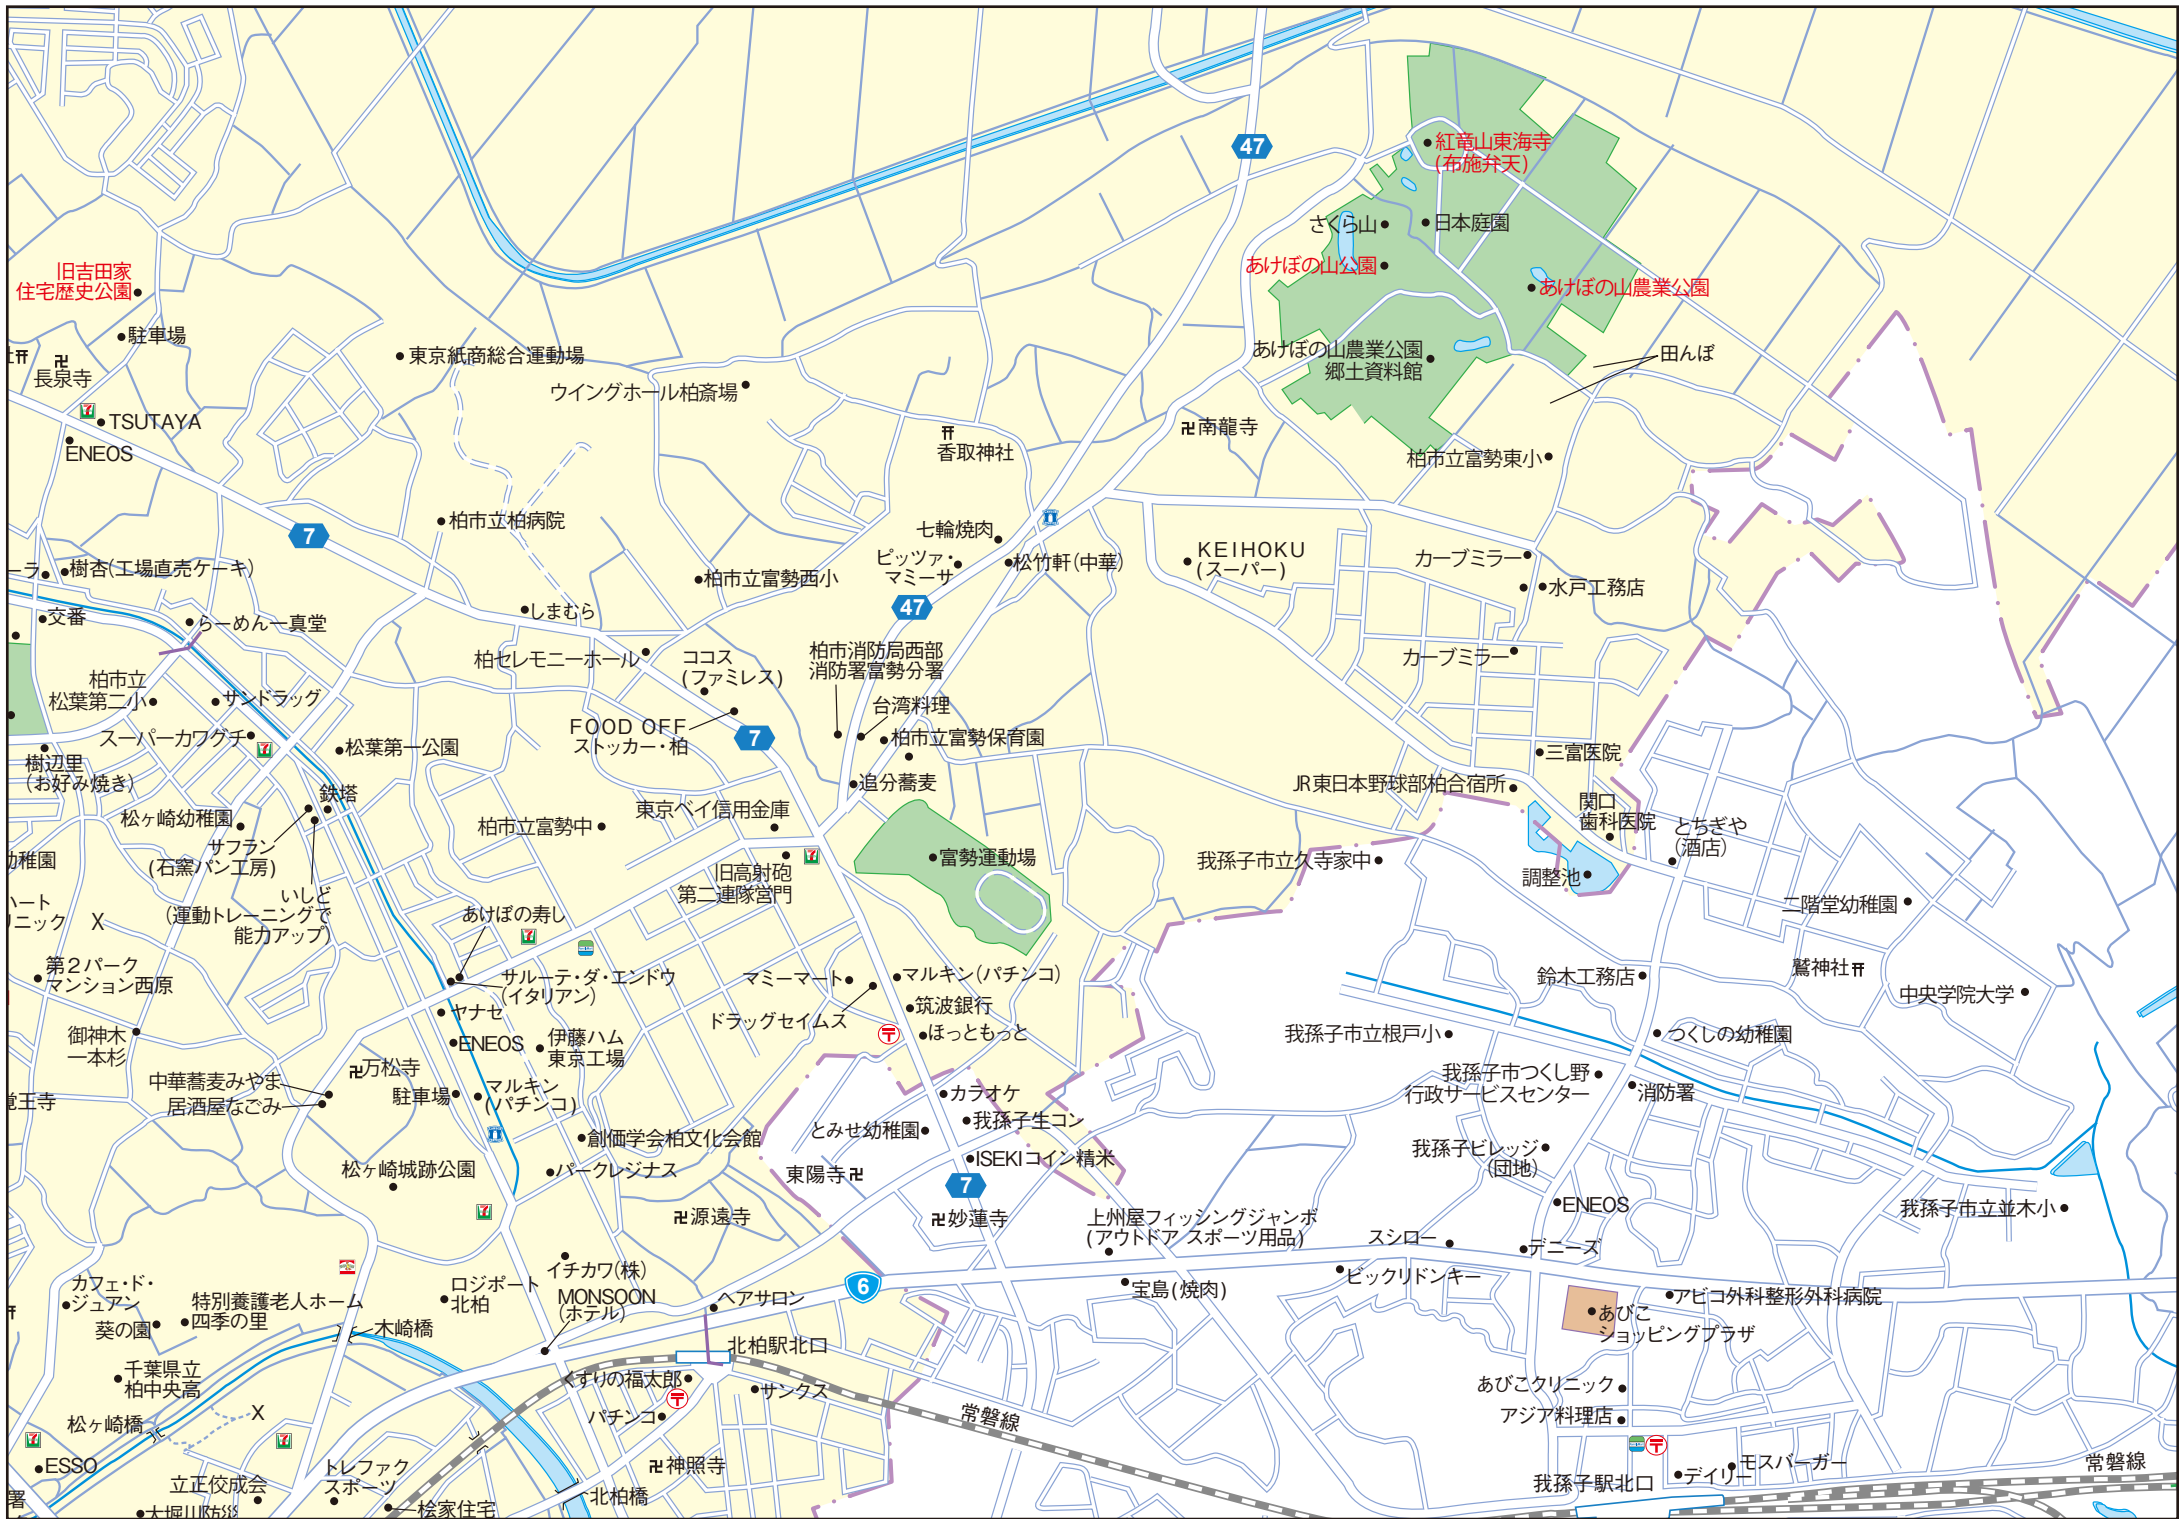 47
紅竜山東海寺
(布施弁天)
さくら山
日本庭園
あけぼの山公園
あけぼの山農業公園
旧吉田家
住宅歴史公園
駐車場
長泉寺
東京紙商総合運動場
ウイングホール柏斎場
あけぼの山農業公園
郷土資料館
田んぼ
TSUTAYA
ENEOS
香取神社
南龍寺
柏市立富勢東小
7
柏市立柏病院
七輪焼肉
ピッツァ・
マミーサ
松竹軒(中華)
KEIHOKU
(スーパー)
カーブミラー
水戸工務店
樹杏(工場直売ケーキ)
柏市立富勢西小
47
交番
らーめん一真堂
しまむら
柏セレモニーホール
ココス
(ファミレス)
柏市消防局西部
消防署富勢分署
カーブミラー
柏市立
松葉第二小
サンドラッグ
FOOD OFF
ストッカー・柏
7
台湾料理
柏市立富勢保育園
スーパーカワグチ
松葉第一公園
三富医院
樹辺里
(お好み焼き)
追分蕎麦
JR東日本野球部柏合宿所
鉄塔
松ヶ崎幼稚園
柏市立富勢中
東京ベイ信用金庫
関口
歯科医院
とちぎや
(酒店)
サフラン
(石窯パン工房)
旧高射砲
第二連隊営門
富勢運動場
我孫子市立久寺家中
調整池
いしど
(運動トレーニングで
能力アップ)
X
あけぼの寿し
二階堂幼稚園
第2パーク
マンション西原
サルーテ・ダ・エンドウ
(イタリアン)
マミーマート
マルキン(パチンコ)
鈴木工務店
鷲神社
中央学院大学
ヤナセ
ドラッグセイムス
筑波銀行
御神木
一本杉
ENEOS
伊藤ハム
東京工場
ほっともっと
我孫子市立根戸小
つくしの幼稚園
万松寺
中華蕎麦みやま
居酒屋なごみ
駐車場
マルキン
(パチンコ)
カラオケ
我孫子市つくし野
行政サービスセンター
消防署
創価学会柏文化会館
とみせ幼稚園
我孫子生コン
松ヶ崎城跡公園
パークレジナス
東陽寺
ISEKIコイン精米
我孫子ビレッジ
(団地)
7
源遠寺
妙蓮寺
上州屋フィッシングジャンボ
(アウトドア スポーツ用品)
ENEOS
我孫子市立並木小
スシロー
デニーズ
カフェ・ド・
ジュアン
イチカワ(株)
MONSOON
(ホテル)
ロジポート
北柏
6
ビックリドンキー
宝島(焼肉)
特別養護老人ホーム
四季の里
葵の園
ヘアサロン
アビコ外科整形外科病院
あびこ
ショッピングプラザ
木崎橋
北柏駅北口
千葉県立
柏中央高
くすりの福太郎
サンクス
パチンコ
あびこクリニック
アジア料理店
松ヶ崎橋
X
常磐線
ESSO
立正佼成会
トレファク
スポーツ
神照寺
モスバーガー
デイリー
常磐線
我孫子駅北口
北柏橋
桧家住宅